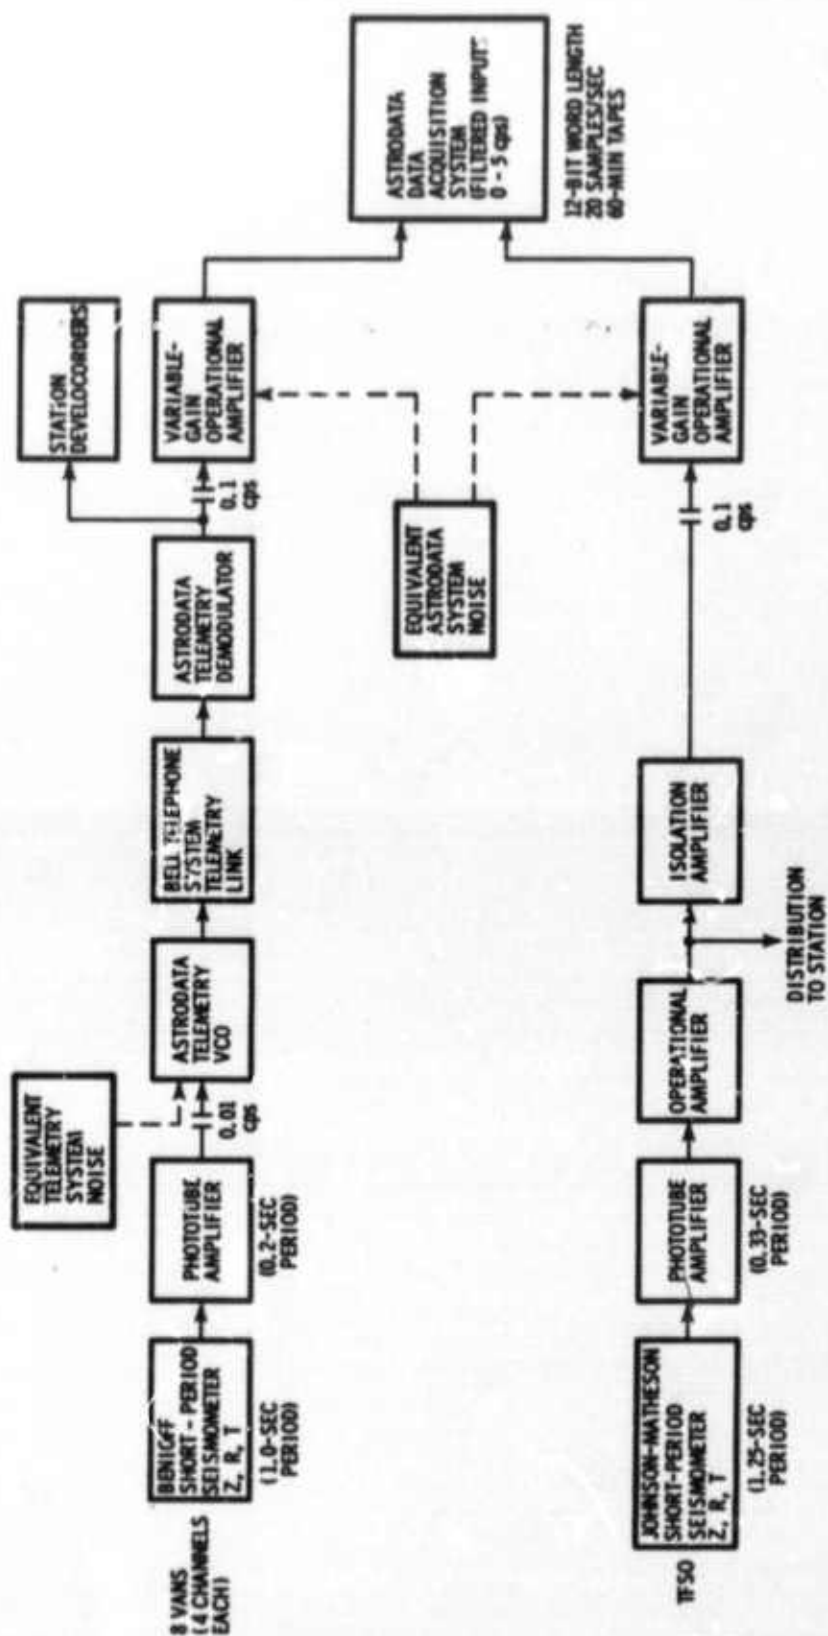 8 VANS
(4 CHANNELS
EACH)
BENIOFF
SHORT-PERIOD
SEISMOMETER
Z, R, T
(1.0-SEC
PERIOD)
PHOTOTUBE
AMPLIFIER
(0.2-SEC
PERIOD)
EQUIVALENT
TELEMETRY
SYSTEM
NOISE
0.01
cps
ASTRODATA
TELEMETRY
VCO
BELL TELEPHONE
SYSTEM
TELEMETRY
LINK
ASTRODATA
TELEMETRY
DEMODULATOR
0.1
cps
STATION
DEVELOCORDERS
VARIABLE-
GAIN
OPERATIONAL
AMPLIFIER
EQUIVALENT
ASTRODATA
SYSTEM
NOISE
ASTRODATA
DATA
ACQUISITION
SYSTEM
(FILTERED INPUTS
0 - 5 cps)
12-BIT WORD LENGTH
20 SAMPLES/SEC
60-MIN TAPES
TFSO
JOHNSON-MATHESON
SHORT-PERIOD
SEISMOMETER
Z, R, T
(1.25-SEC
PERIOD)
PHOTOTUBE
AMPLIFIER
(0.33-SEC
PERIOD)
OPERATIONAL
AMPLIFIER
DISTRIBUTION
TO STATION
ISOLATION
AMPLIFIER
0.1
cps
VARIABLE-
GAIN
OPERATIONAL
AMPLIFIER